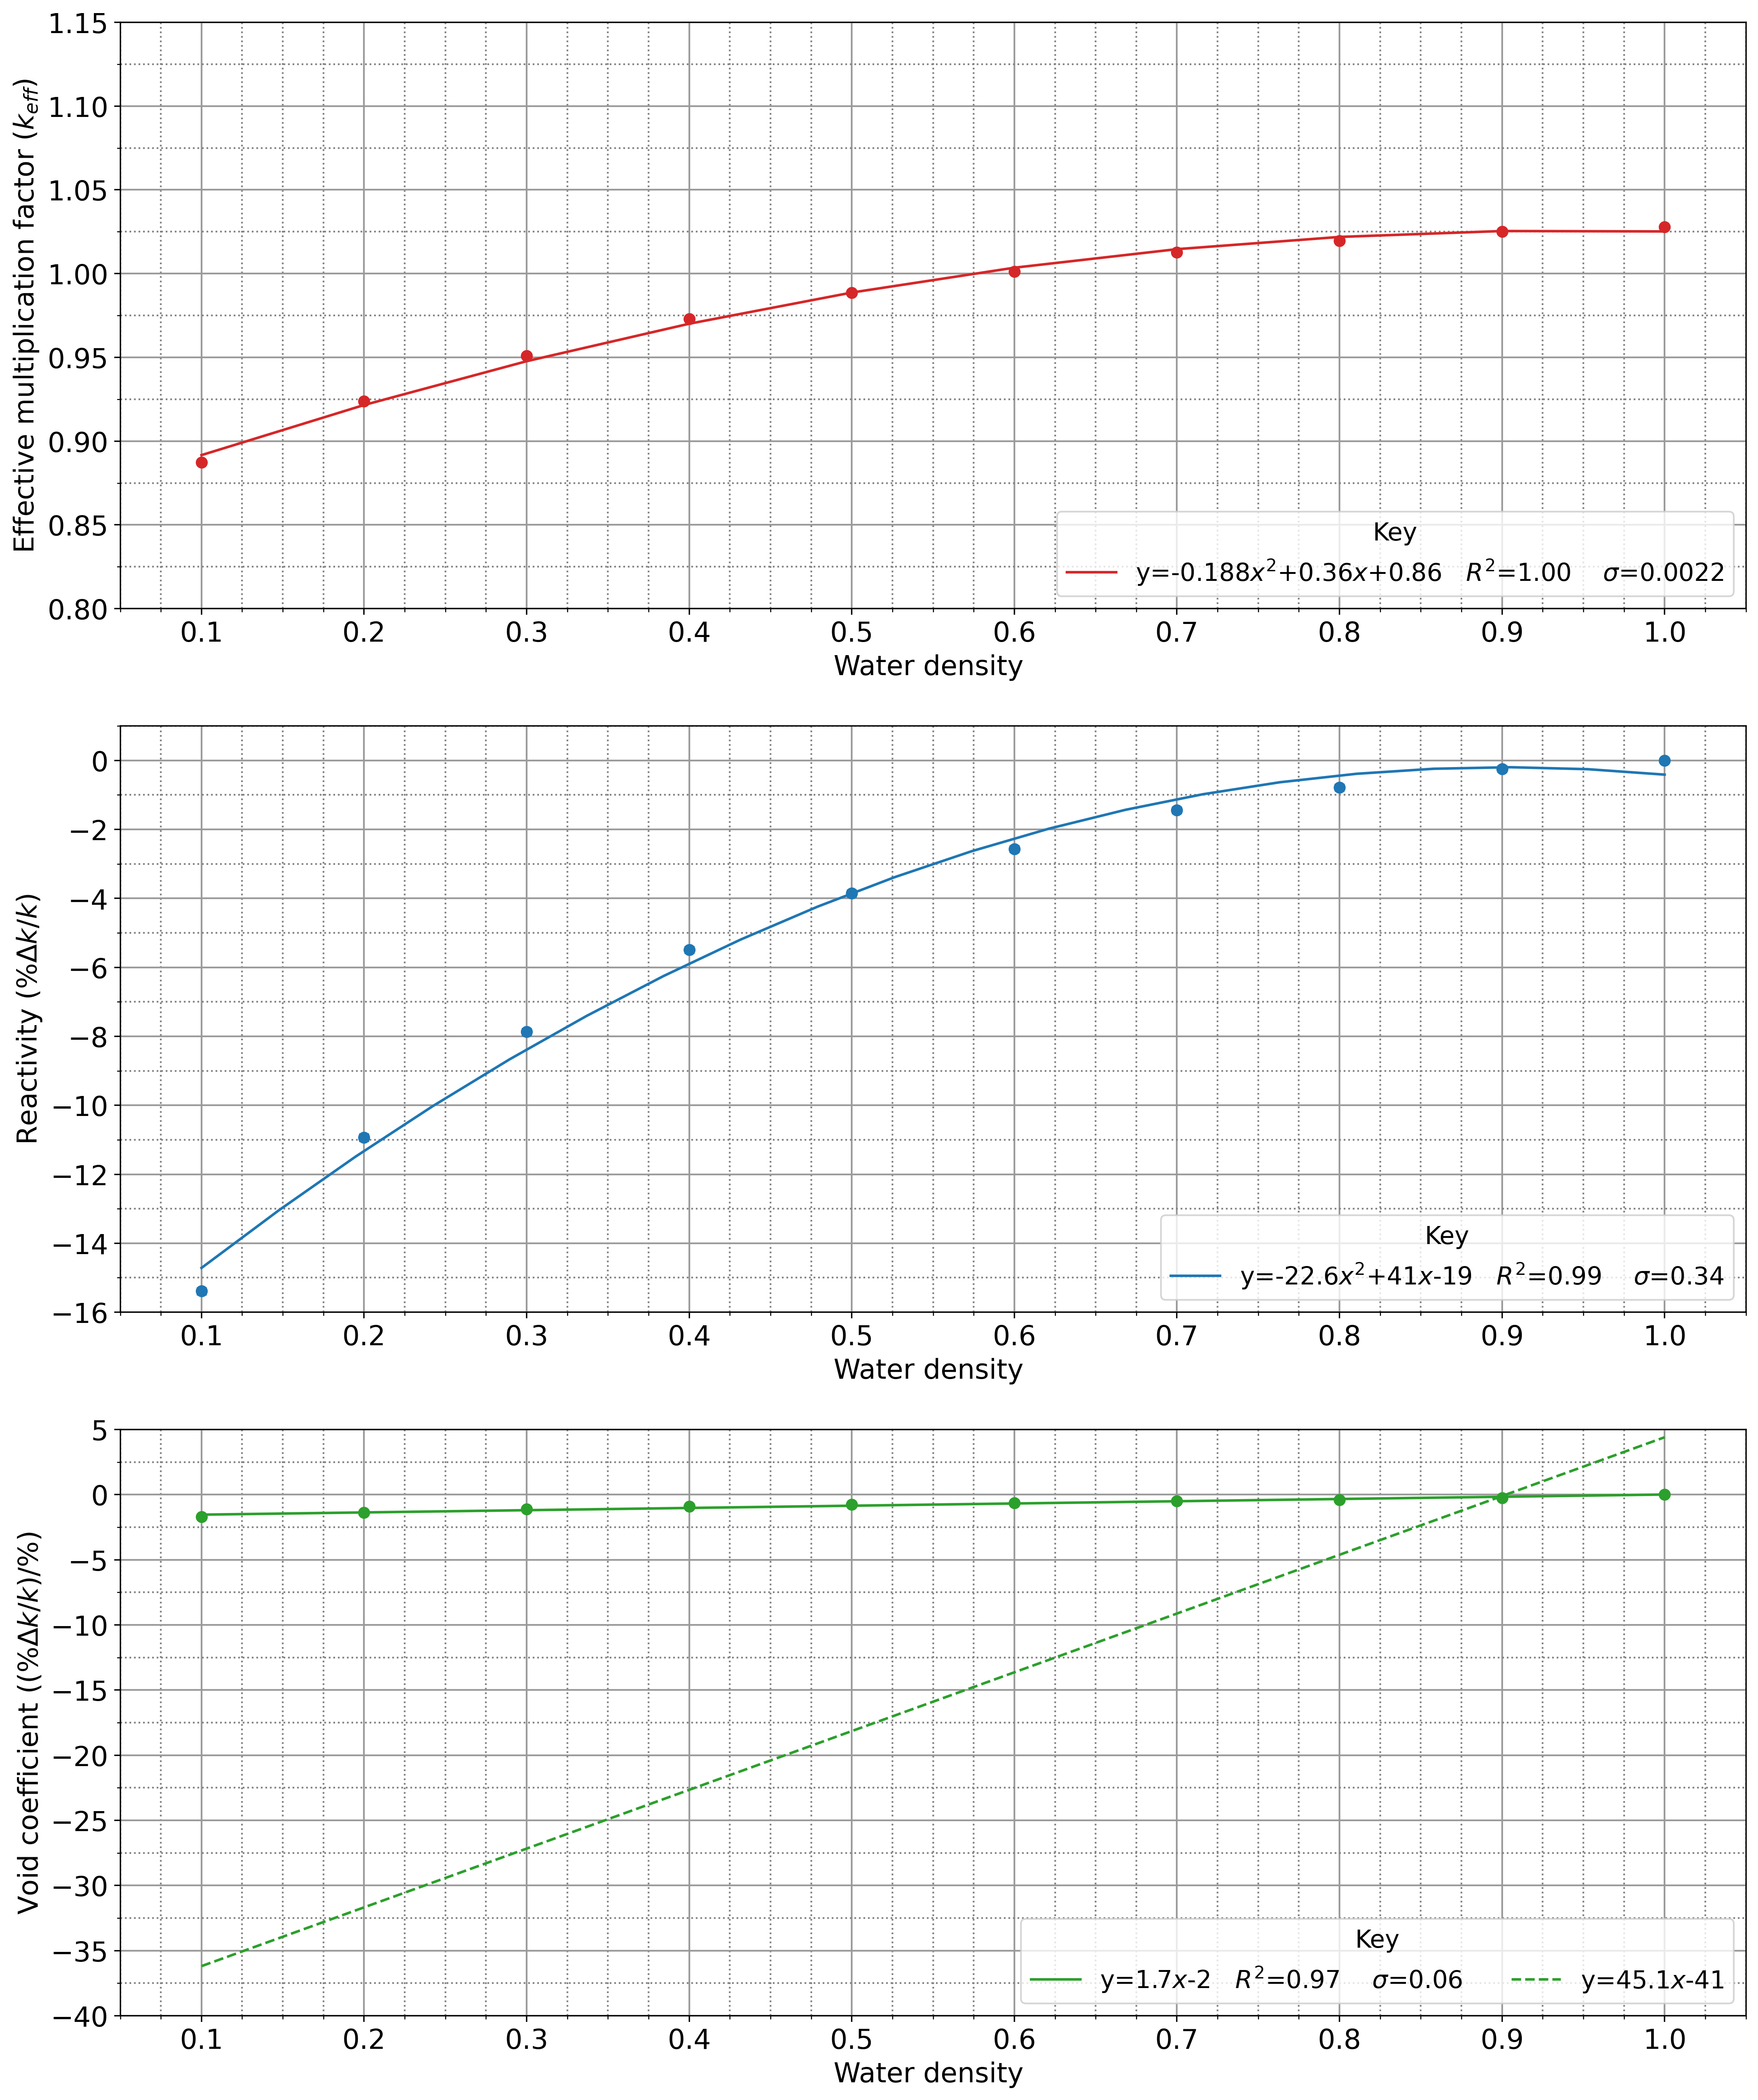 1.15
1.10
1.05
1.00
0.95
0.90
0.85
0.80
Effective multiplication factor (k_eff)
Key
y=-0.188x²+0.36x+0.86 R²=1.00 σ=0.0022
0.1 0.2 0.3 0.4 0.5 0.6 0.7 0.8 0.9 1.0
Water density
0
−2
−4
−6
−8
−10
−12
−14
−16
Reactivity (%Δk/k)
Key
y=-22.6x²+41x-19 R²=0.99 σ=0.34
0.1 0.2 0.3 0.4 0.5 0.6 0.7 0.8 0.9 1.0
Water density
5
0
−5
−10
−15
−20
−25
−30
−35
−40
Void coefficient ((%Δk/k)/%)
Key
y=1.7x-2 R²=0.97 σ=0.06 y=45.1x-41
0.1 0.2 0.3 0.4 0.5 0.6 0.7 0.8 0.9 1.0
Water density